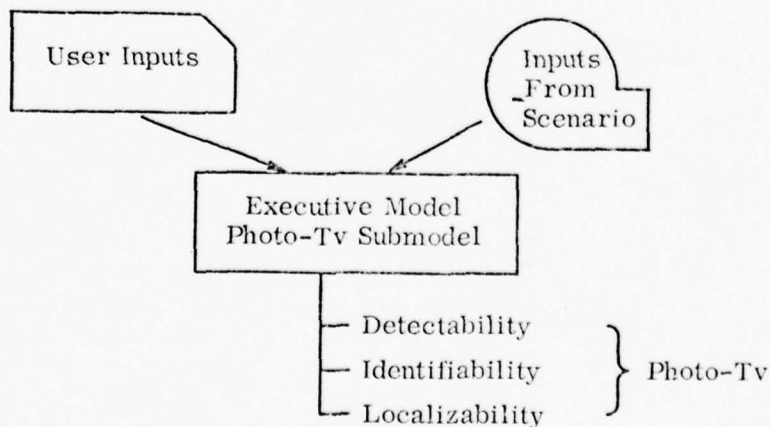 User Inputs
Inputs
From
Scenario
Executive Model
Photo-Tv Submodel
Detectability
Identifiability
Localizability
Photo-Tv